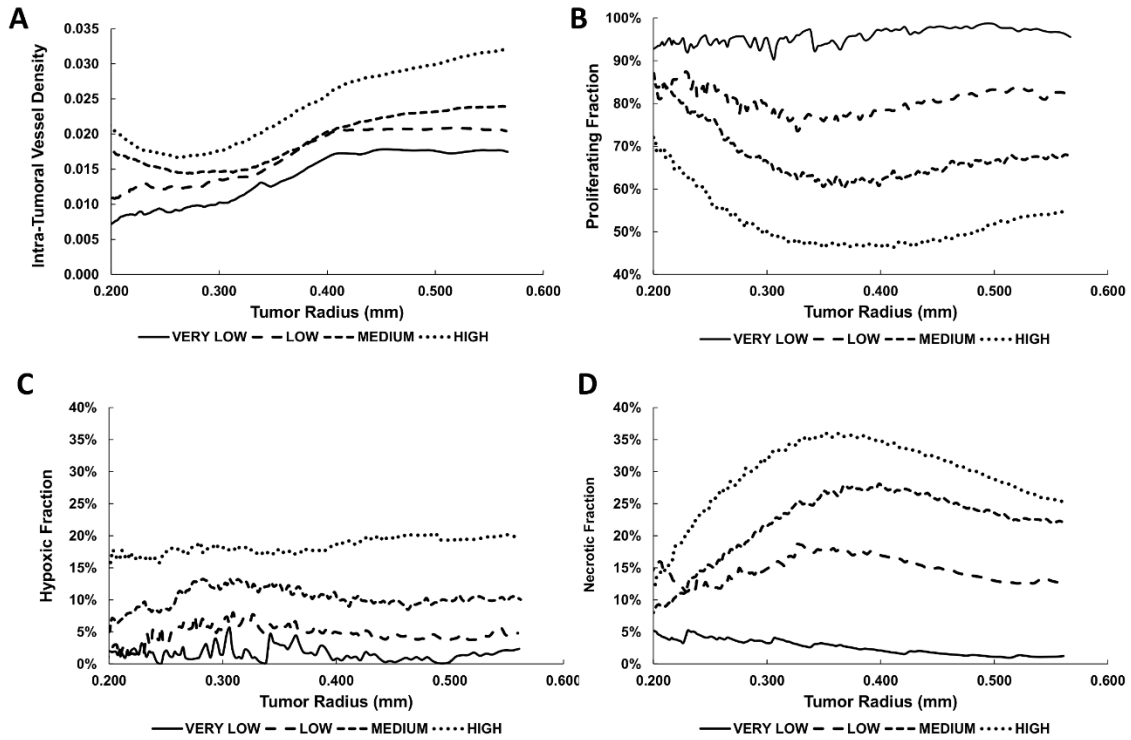 A
Intra-Tumoral Vessel Density
0.035
0.030
0.025
0.020
0.015
0.010
0.005
0.000
0.200 0.300 0.400 0.500 0.600
Tumor Radius (mm)
VERY LOW LOW MEDIUM HIGH
B
Proliferating Fraction
100%
90%
80%
70%
60%
50%
40%
0.200 0.300 0.400 0.500 0.600
Tumor Radius (mm)
VERY LOW LOW MEDIUM HIGH
C
Hypoxic Fraction
40%
35%
30%
25%
20%
15%
10%
5%
0%
0.200 0.300 0.400 0.500 0.600
Tumor Radius (mm)
VERY LOW LOW MEDIUM HIGH
D
Necrotic Fraction
40%
35%
30%
25%
20%
15%
10%
5%
0%
0.200 0.300 0.400 0.500 0.600
Tumor Radius (mm)
VERY LOW LOW MEDIUM HIGH